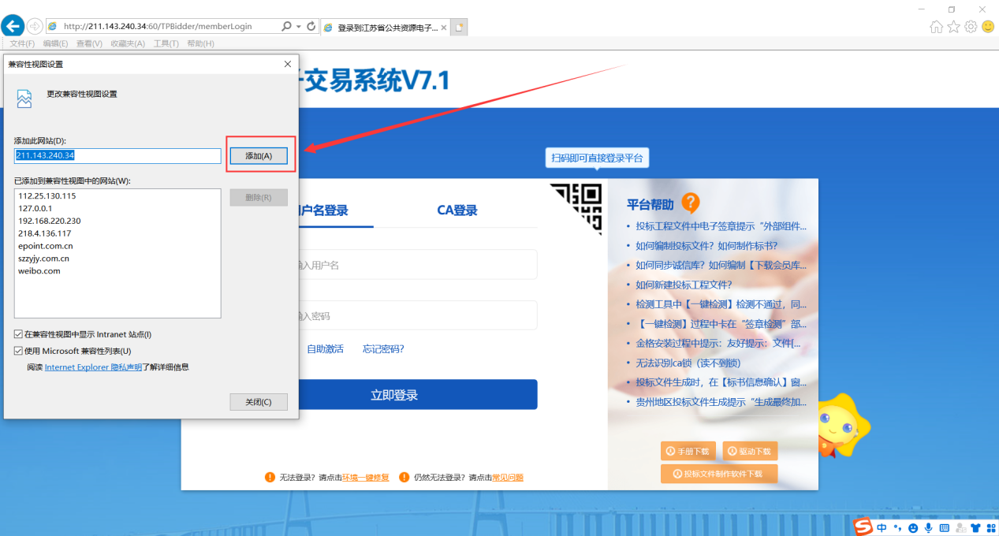 http://211.143.240.34:60/TPBidder/memberLogin
登录到江苏省公共资源电子...
文件(F) 编辑(E) 查看(V) 收藏夹(A) 工具(T) 帮助(H)
兼容性视图设置
更改兼容性视图设置
添加此网站(D):
211.143.240.34
添加(A)
已添加到兼容性视图中的网站(W):
112.25.130.115
127.0.0.1
192.168.220.230
218.4.136.117
epoint.com.cn
szzyjy.com.cn
weibo.com
删除(R)
在兼容性视图中显示 Intranet 站点(I)
使用 Microsoft 兼容性列表(U)
阅读 Internet Explorer 隐私声明了解详细信息
关闭(C)
交易系统V7.1
扫码即可直接登录平台
户名登录
CA登录
入用户名
入密码
自助激活 忘记密码?
立即登录
无法登录? 请点击环境一键修复 仍然无法登录? 请点击常见问题
平台帮助
投标工程文件中电子签章提示“外部组件...
如何编制投标文件? 如何制作标书?
如何同步诚信库? 如何编制【下载会员库...
如何新建投标工程文件?
检测工具中【一键检测】检测不通过, 同...
【一键检测】过程中卡在“签章检测”部...
金格安装过程中提示: 友好提示: 文件[...
无法识别ca锁 (读不到锁)
投标文件生成时, 在【标书信息确认】窗...
贵州地区投标文件生成提示“生成最终加...
手册下载 驱动下载
投标文件制作软件下载
中